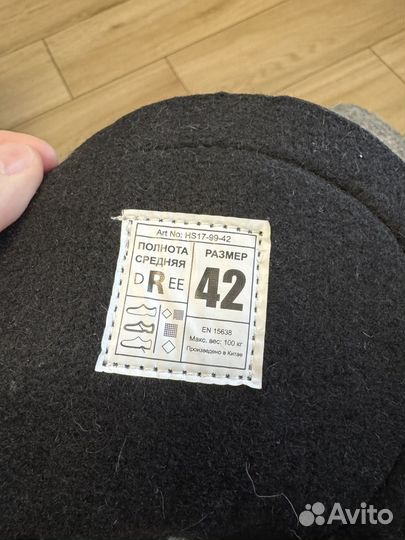 Art No: HS17-99-42
ПОЛНОТА
СРЕДНЯЯ
D R EE
РАЗМЕР
42
EN 15638
Макс. вес: 100 кг
Произведено в Китае
Avito